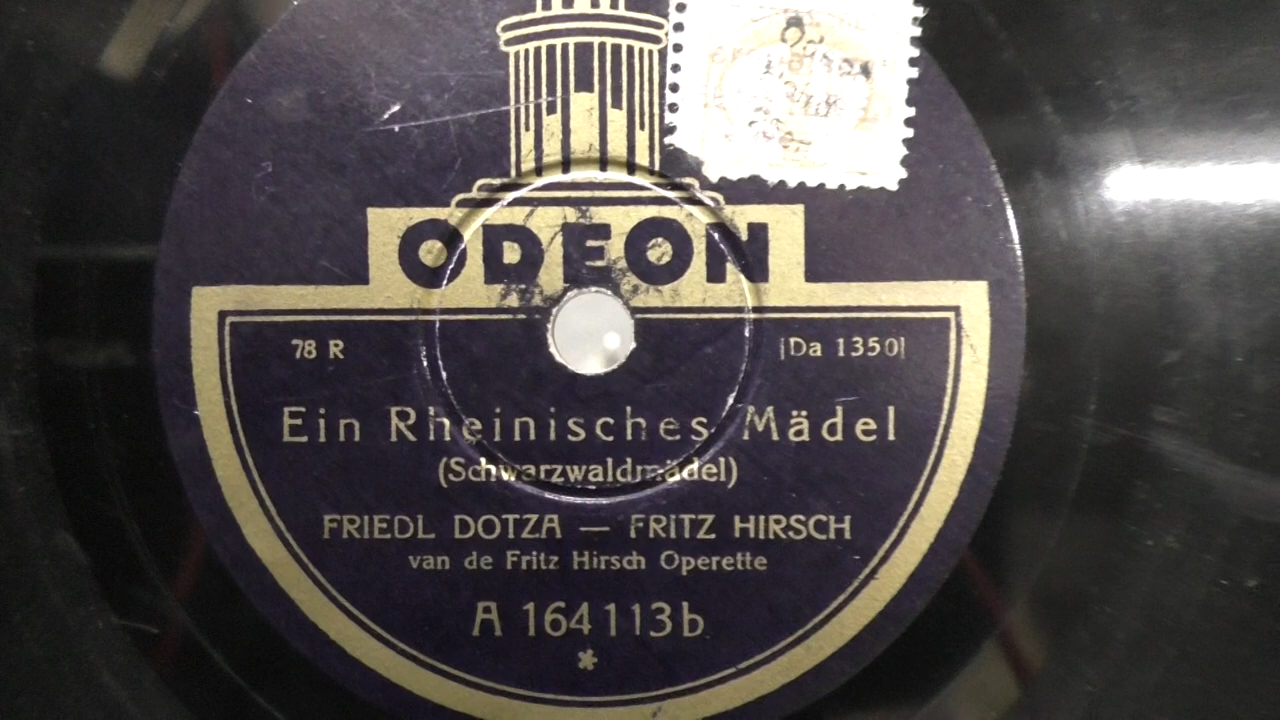 ODEON
78 R
|Da 1350|
Ein Rheinisches Mädel
(Schwarzwaldmädel)
FRIEDL DOTZA — FRITZ HIRSCH
van de Fritz Hirsch Operette
A 164113b
*